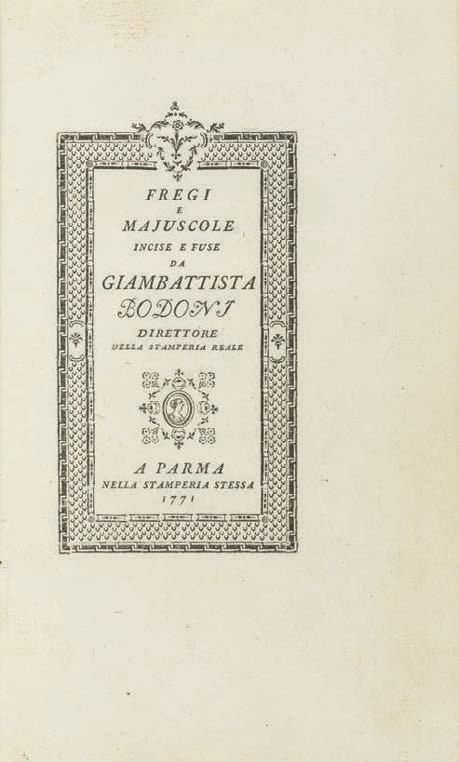 FREGI
E
MAJUSCOLE
INCISE E FUSE
DA
GIAMBATTISTA
BODONI
DIRETTORE
DELLA STAMPERIA REALE
A PARMA
NELLA STAMPERIA STESSA
1771